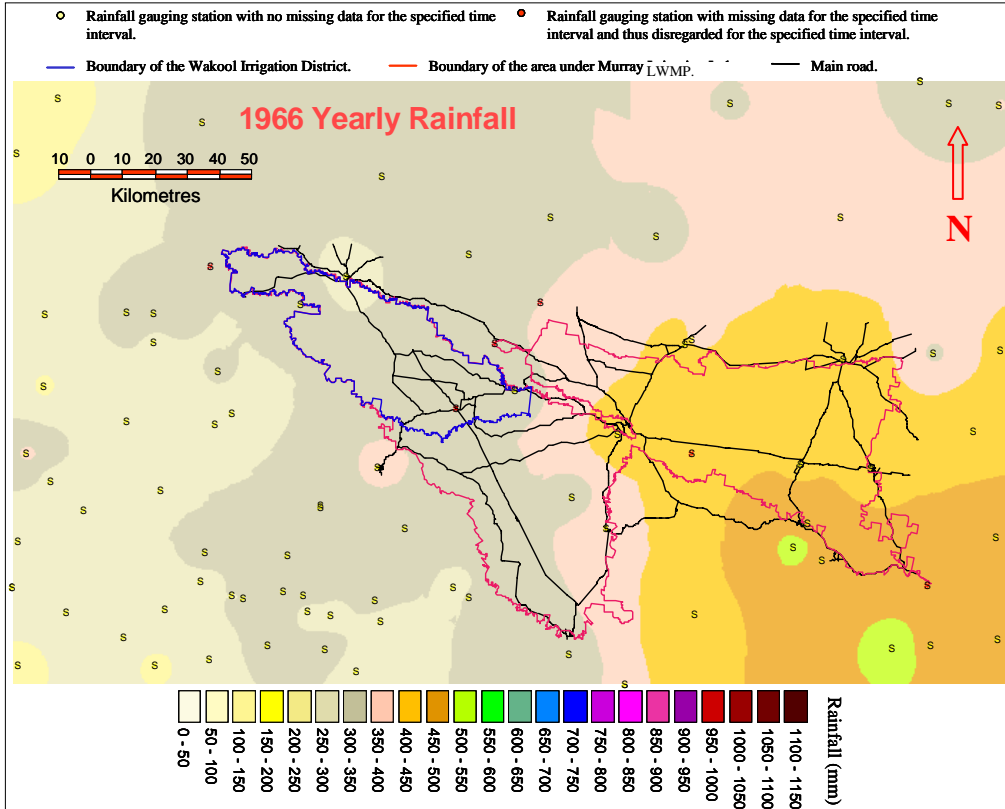 Rainfall gauging station with no missing data for the specified time
interval.
Rainfall gauging station with missing data for the specified time
interval and thus disregarded for the specified time interval.
Boundary of the Wakool Irrigation District.
Boundary of the area under Murray
LWMP.
Main road.
1966 Yearly Rainfall
10 0 10 20 30 40 50
Kilometres
N
Rainfall (mm)
0 - 50
50 - 100
100 - 150
150 - 200
200 - 250
250 - 300
300 - 350
350 - 400
400 - 450
450 - 500
500 - 550
550 - 600
600 - 650
650 - 700
700 - 750
750 - 800
800 - 850
850 - 900
900 - 950
950 - 1000
1000 - 1050
1050 - 1100
1100 - 1150